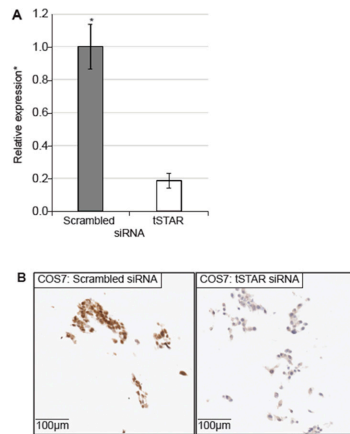 A
*
1.2
1.0
0.8
0.6
0.4
0.2
0.0
Relative expression*
Scrambled tSTAR
siRNA
B
COS7: Scrambled siRNA
COS7: tSTAR siRNA
100µm
100µm